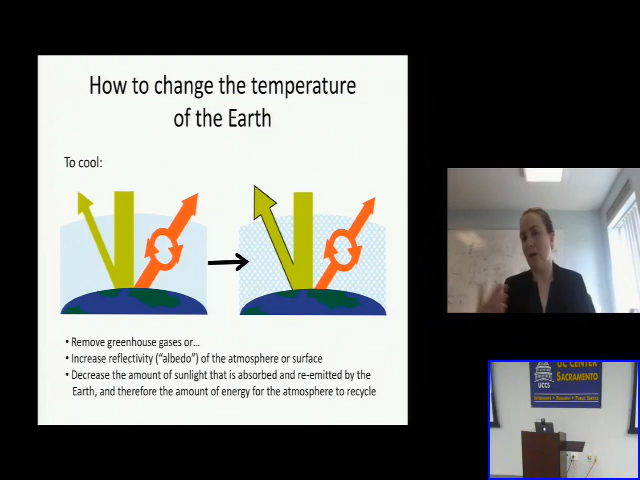 How to change the temperature
of the Earth
To cool:
• Remove greenhouse gases or...
• Increase reflectivity ("albedo") of the atmosphere or surface
• Decrease the amount of sunlight that is absorbed and re-emitted by the
Earth, and therefore the amount of energy for the atmosphere to recycle
UC CENTER
SACRAMENTO
UCCS